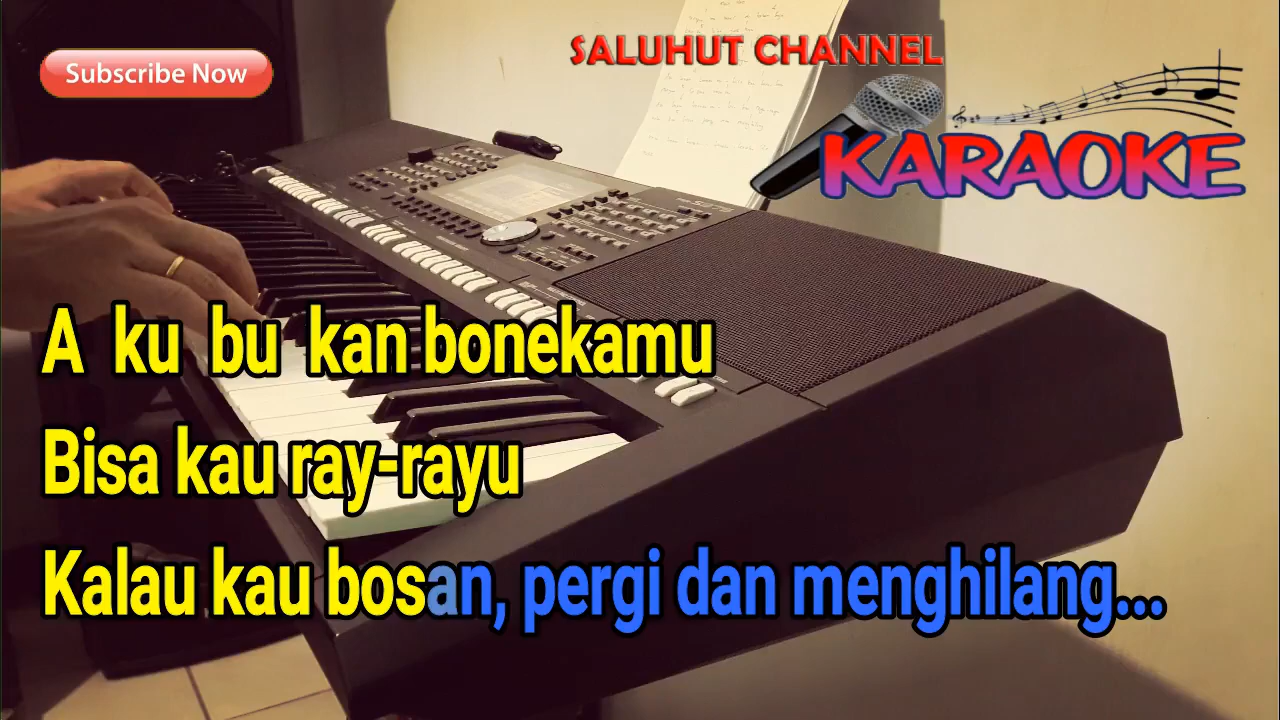 Subscribe Now
SALUHUT CHANNEL
KARAOKE
A ku bu kan bonekamu
Bisa kau ray-rayu
Kalau kau bosan, pergi dan menghilang...